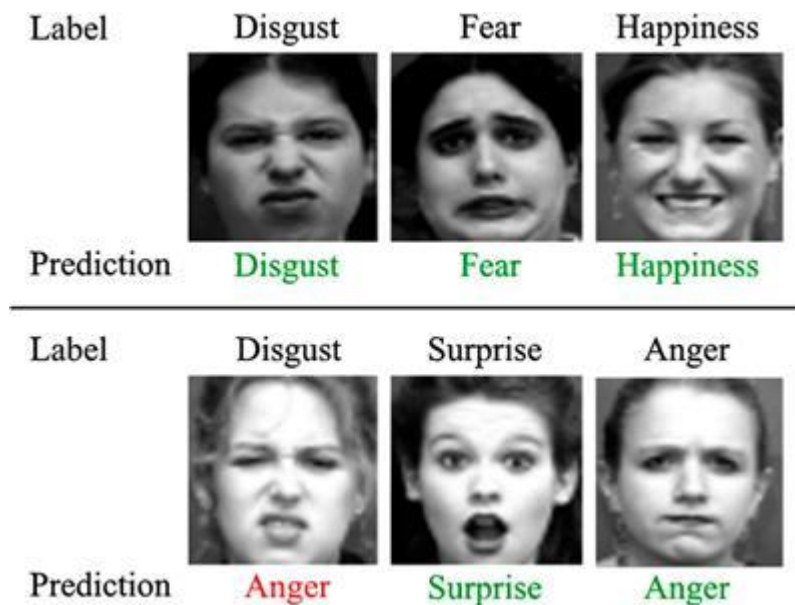 Label Disgust Fear Happiness
Prediction Disgust Fear Happiness
Label Disgust Surprise Anger
Prediction Anger Surprise Anger